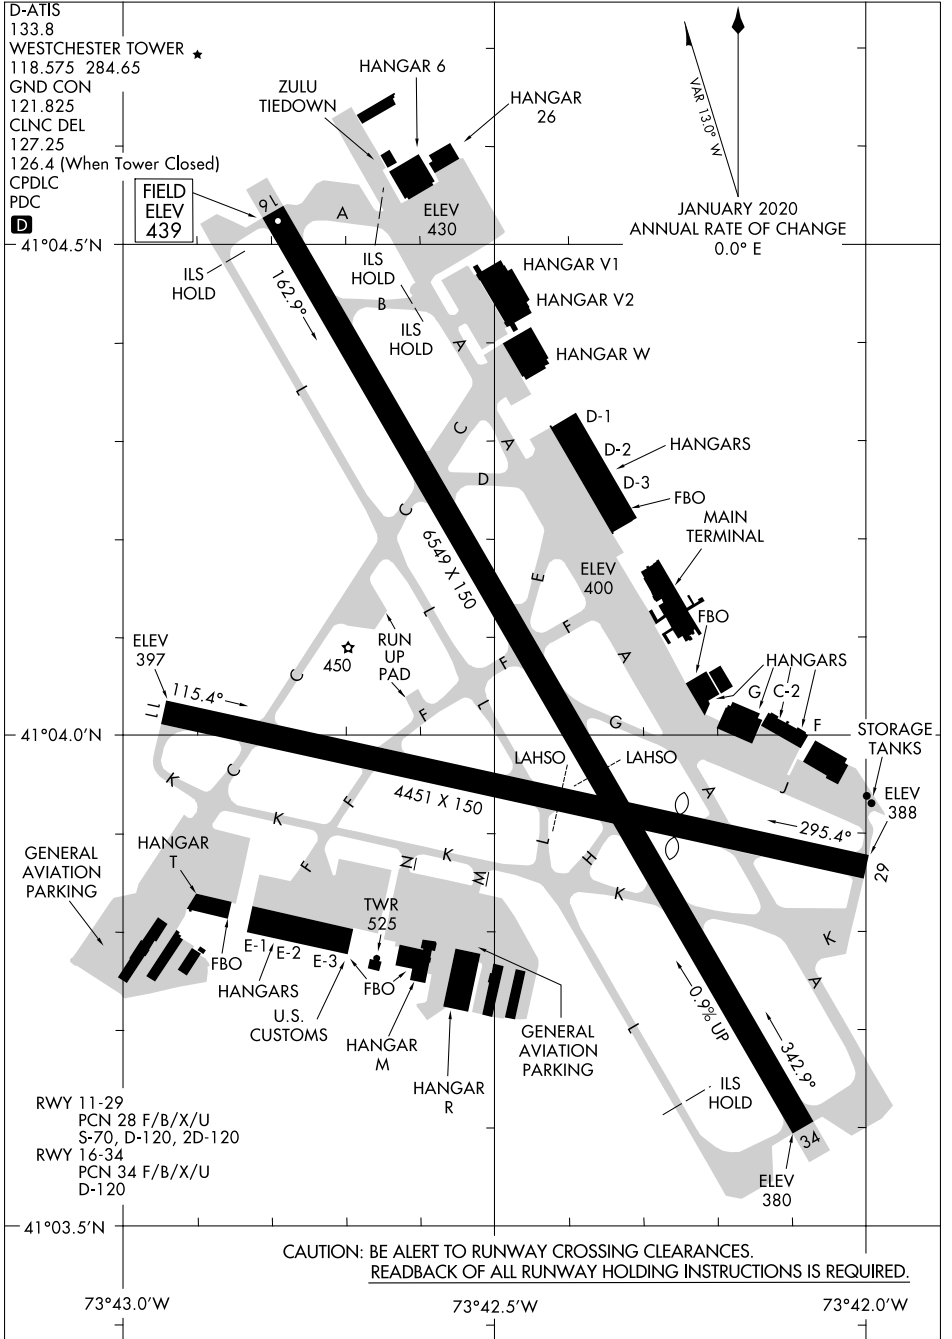 D-ATIS
133.8
WESTCHESTER TOWER
118.575 284.65
GND CON
121.825
CLNC DEL
127.25
126.4 (When Tower Closed)
CPDLC
PDC
D
FIELD
ELEV
439
HANGAR 6
ZULU
TIEDOWN
HANGAR
26
VAR 13.0° W
JANUARY 2020
ANNUAL RATE OF CHANGE
0.0° E
16
A
ELEV
430
41°04.5'N
ILS
HOLD
ILS
HOLD
162.9°
B
ILS
HOLD
A
HANGAR V1
HANGAR V2
HANGAR W
L
C
A
D
C
D-1
D-2
D-3
HANGARS
FBO
MAIN
TERMINAL
6549 X 150
E
ELEV
400
L
F
F
A
FBO
RUN
UP
PAD
450
C
ELEV
397
115.4°
11
F
L
G
HANGARS
G
C-2
F
STORAGE
TANKS
41°04.0'N
LAHSO
LAHSO
K
C
F
4451 X 150
A
J
ELEV
388
295.4°
29
K
HANGAR
T
GENERAL
AVIATION
PARKING
F
N
K
M
L
H
K
TWR
525
E-1
E-2
E-3
FBO
HANGARS
U.S.
CUSTOMS
FBO
HANGAR
M
HANGAR
R
GENERAL
AVIATION
PARKING
K
A
0.9% UP
L
342.9°
ILS
HOLD
34
ELEV
380
RWY 11-29
PCN 28 F/B/X/U
S-70, D-120, 2D-120
RWY 16-34
PCN 34 F/B/X/U
D-120
41°03.5'N
CAUTION: BE ALERT TO RUNWAY CROSSING CLEARANCES.
READBACK OF ALL RUNWAY HOLDING INSTRUCTIONS IS REQUIRED.
73°43.0'W
73°42.5'W
73°42.0'W